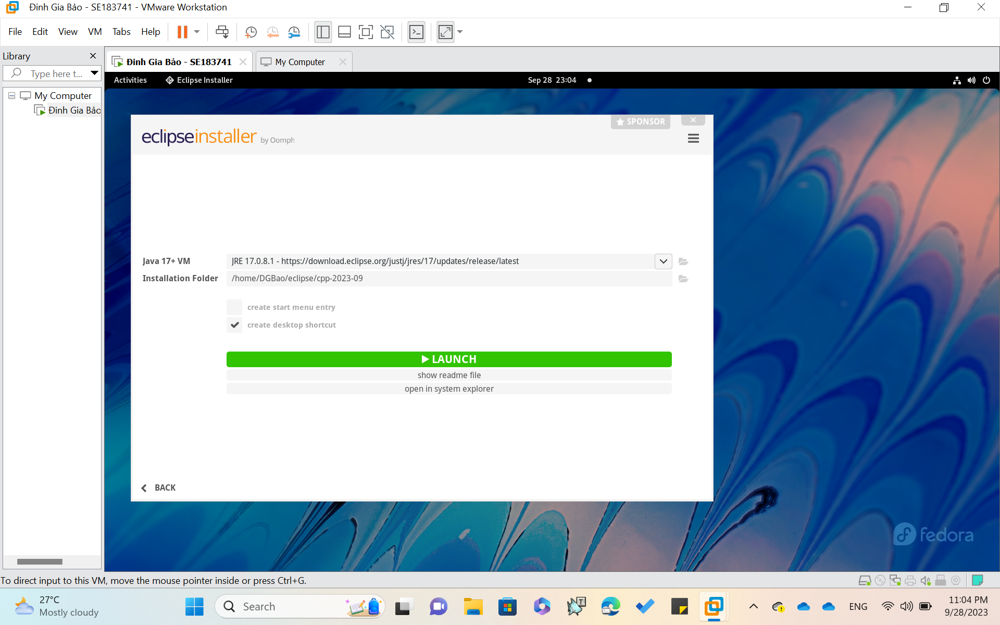 Đinh Gia Bảo - SE183741 - VMware Workstation
File Edit View VM Tabs Help
Library
Type here t...
My Computer
Đinh Gia Bảo
Đinh Gia Bảo - SE183741
My Computer
Activities Eclipse Installer Sep 28 23:04
SPONSOR
eclipseinstaller by Oomph
Java 17+ VM JRE 17.0.8.1 - https://download.eclipse.org/justj/jres/17/updates/release/latest
Installation Folder /home/DGBao/eclipse/cpp-2023-09
create start menu entry
create desktop shortcut
LAUNCH
show readme file
open in system explorer
BACK
fedora
To direct input to this VM, move the mouse pointer inside or press Ctrl+G.
27°C
Mostly cloudy
Search
T
ENG
11:04 PM
9/28/2023